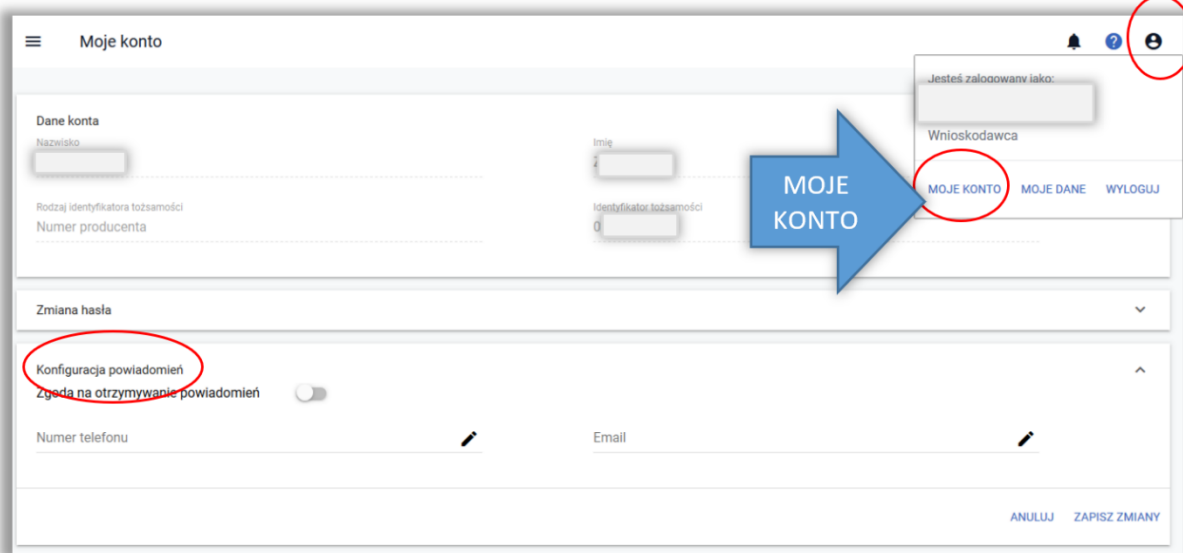 Moje konto
Jesteś zalogowany jako:
Wnioskodawca
MOJE KONTO MOJE DANE WYLOGUJ
MOJE
KONTO
Dane konta
Nazwisko Imię
Rodzaj identyfikatora tożsamości Identyfikator tożsamości
Numer producenta 0
Zmiana hasła
Konfiguracja powiadomień
Zgoda na otrzymywanie powiadomień
Numer telefonu Email
ANULUJ ZAPISZ ZMIANY